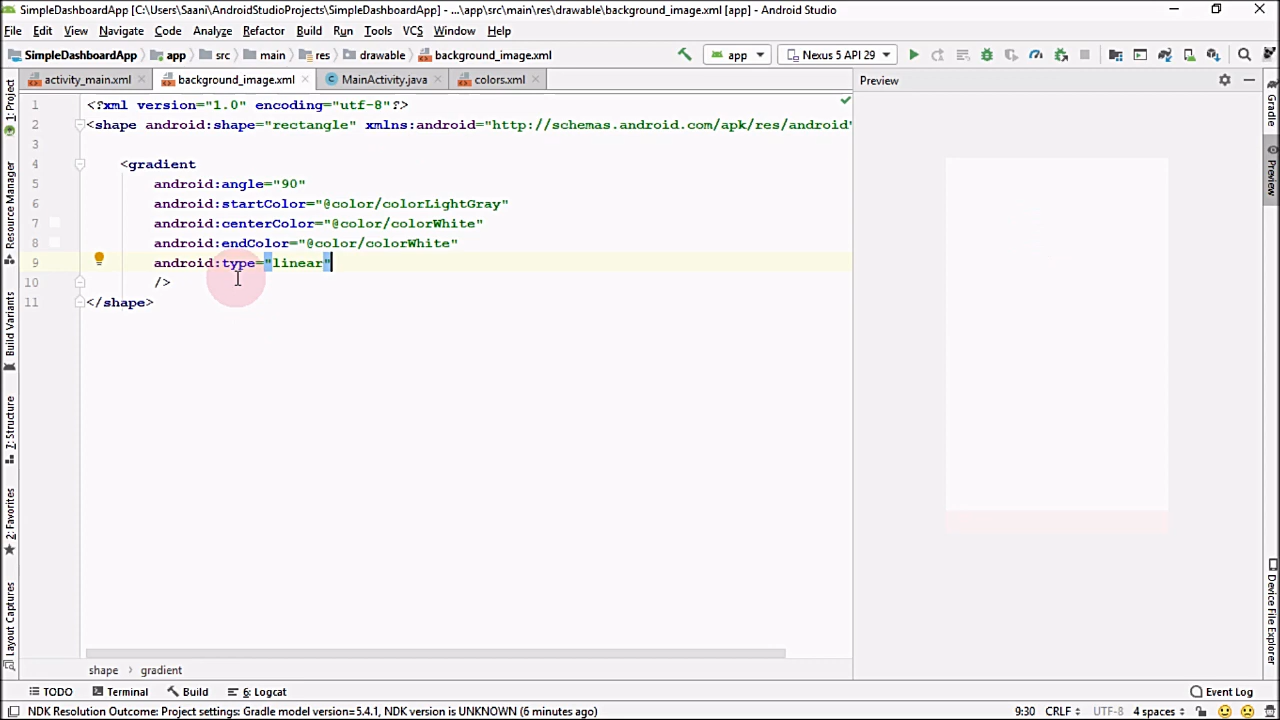 SimpleDashboardApp [C:\Users\Saani\AndroidStudioProjects\SimpleDashboardApp] - ...\app\src\main\res\drawable\background_image.xml [app] - Android Studio
File Edit View Navigate Code Analyze Refactor Build Run Tools VCS Window Help
SimpleDashboardApp app src main res drawable background_image.xml app Nexus 5 API 29
activity_main.xml background_image.xml MainActivity.java colors.xml Preview
1 <?xml version="1.0" encoding="utf-8"?>
2 <shape android:shape="rectangle" xmlns:android="http://schemas.android.com/apk/res/android"
3
4 <gradient
5 android:angle="90"
6 android:startColor="@color/colorLightGray"
7 android:centerColor="@color/colorWhite"
8 android:endColor="@color/colorWhite"
9 android:type="linear"
10 />
11 </shape>
1: Project
Resource Manager
Build Variants
7: Structure
2: Favorites
Layout Captures
Gradle
Preview
Device File Explorer
shape gradient
TODO Terminal Build 6: Logcat Event Log
NDK Resolution Outcome: Project settings: Gradle model version=5.4.1, NDK version is UNKNOWN (6 minutes ago) 9:30 CRLF UTF-8 4 spaces